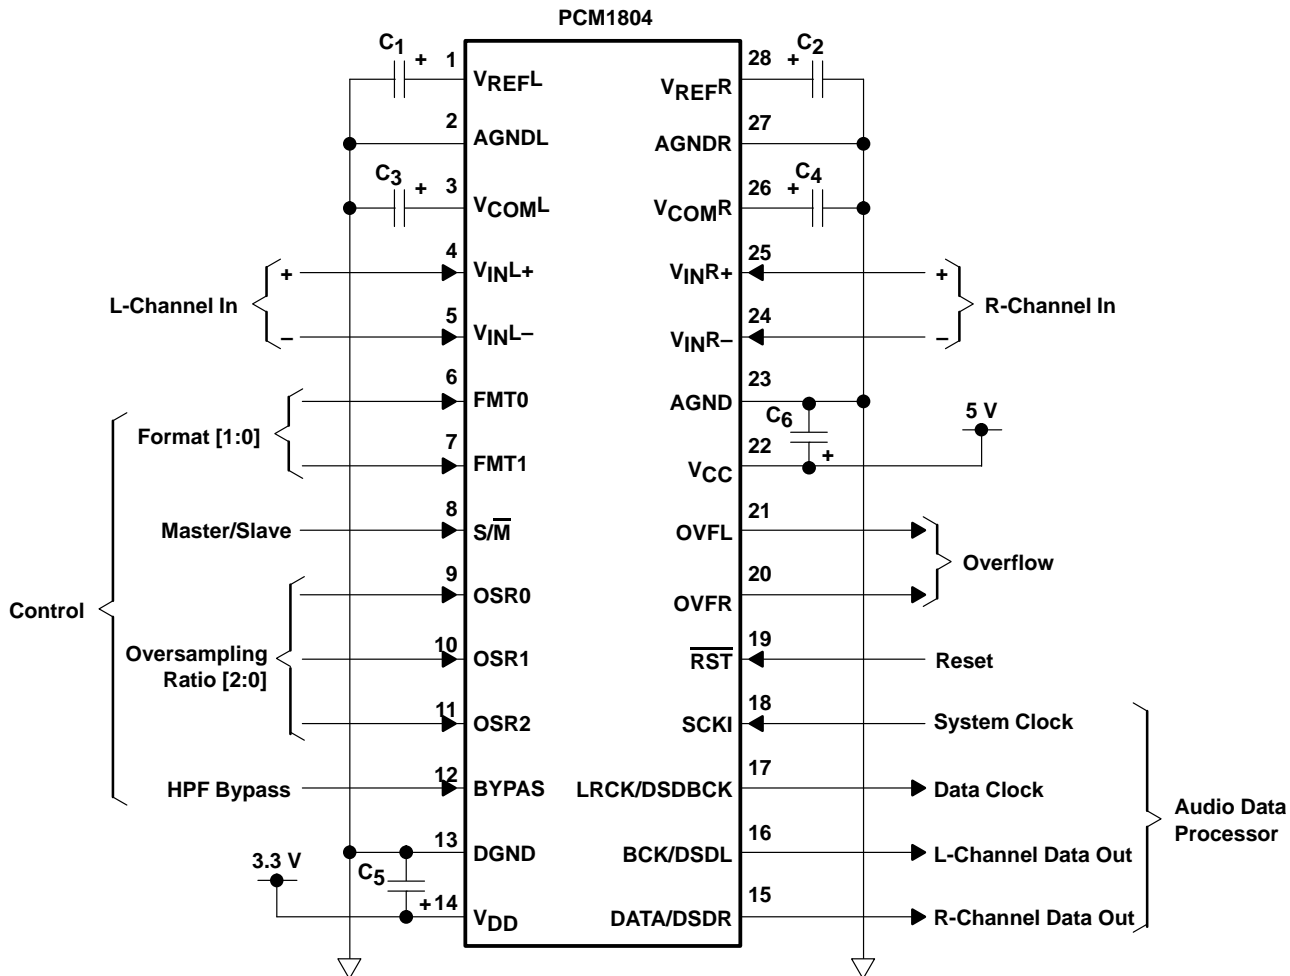 PCM1804
C1 + 1 VREFL
2 AGNDL
C3 + 3 VCOML
L-Channel In
+ 4 VINL+
– 5 VINL–
Control
Format [1:0]
6 FMT0
7 FMT1
Master/Slave 8 S/M̅
Oversampling
Ratio [2:0]
9 OSR0
10 OSR1
11 OSR2
HPF Bypass 12 BYPAS
13 DGND
3.3 V
C5
+ 14 VDD
VREFR 28 + C2
AGNDR 27
VCOMR 26 + C4
VINR+ 25 +
VINR– 24 –
R-Channel In
AGND 23
C6
+
5 V
VCC 22
OVFL 21
OVFR 20
Overflow
R̅S̅T̅ 19 Reset
SCKI 18 System Clock
LRCK/DSDBCK 17 Data Clock
BCK/DSDL 16 L-Channel Data Out
DATA/DSDR 15 R-Channel Data Out
Audio Data
Processor